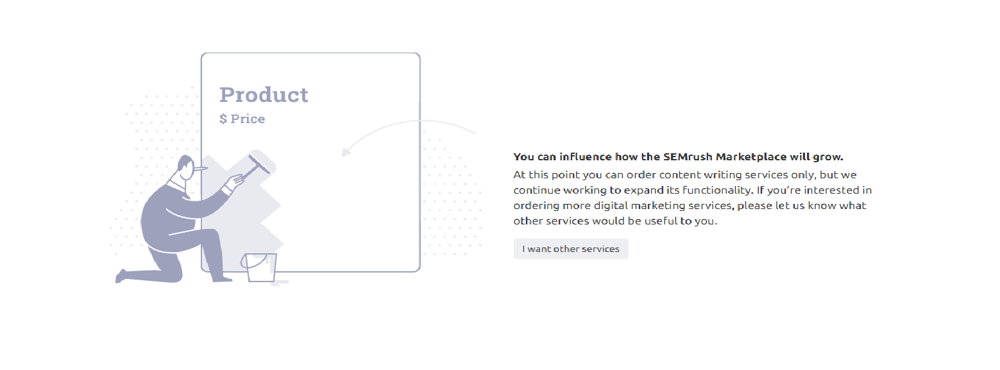 Product
$ Price
You can influence how the SEMrush Marketplace will grow.
At this point you can order content writing services only, but we
continue working to expand its functionality. If you’re interested in
ordering more digital marketing services, please let us know what
other services would be useful to you.
I want other services